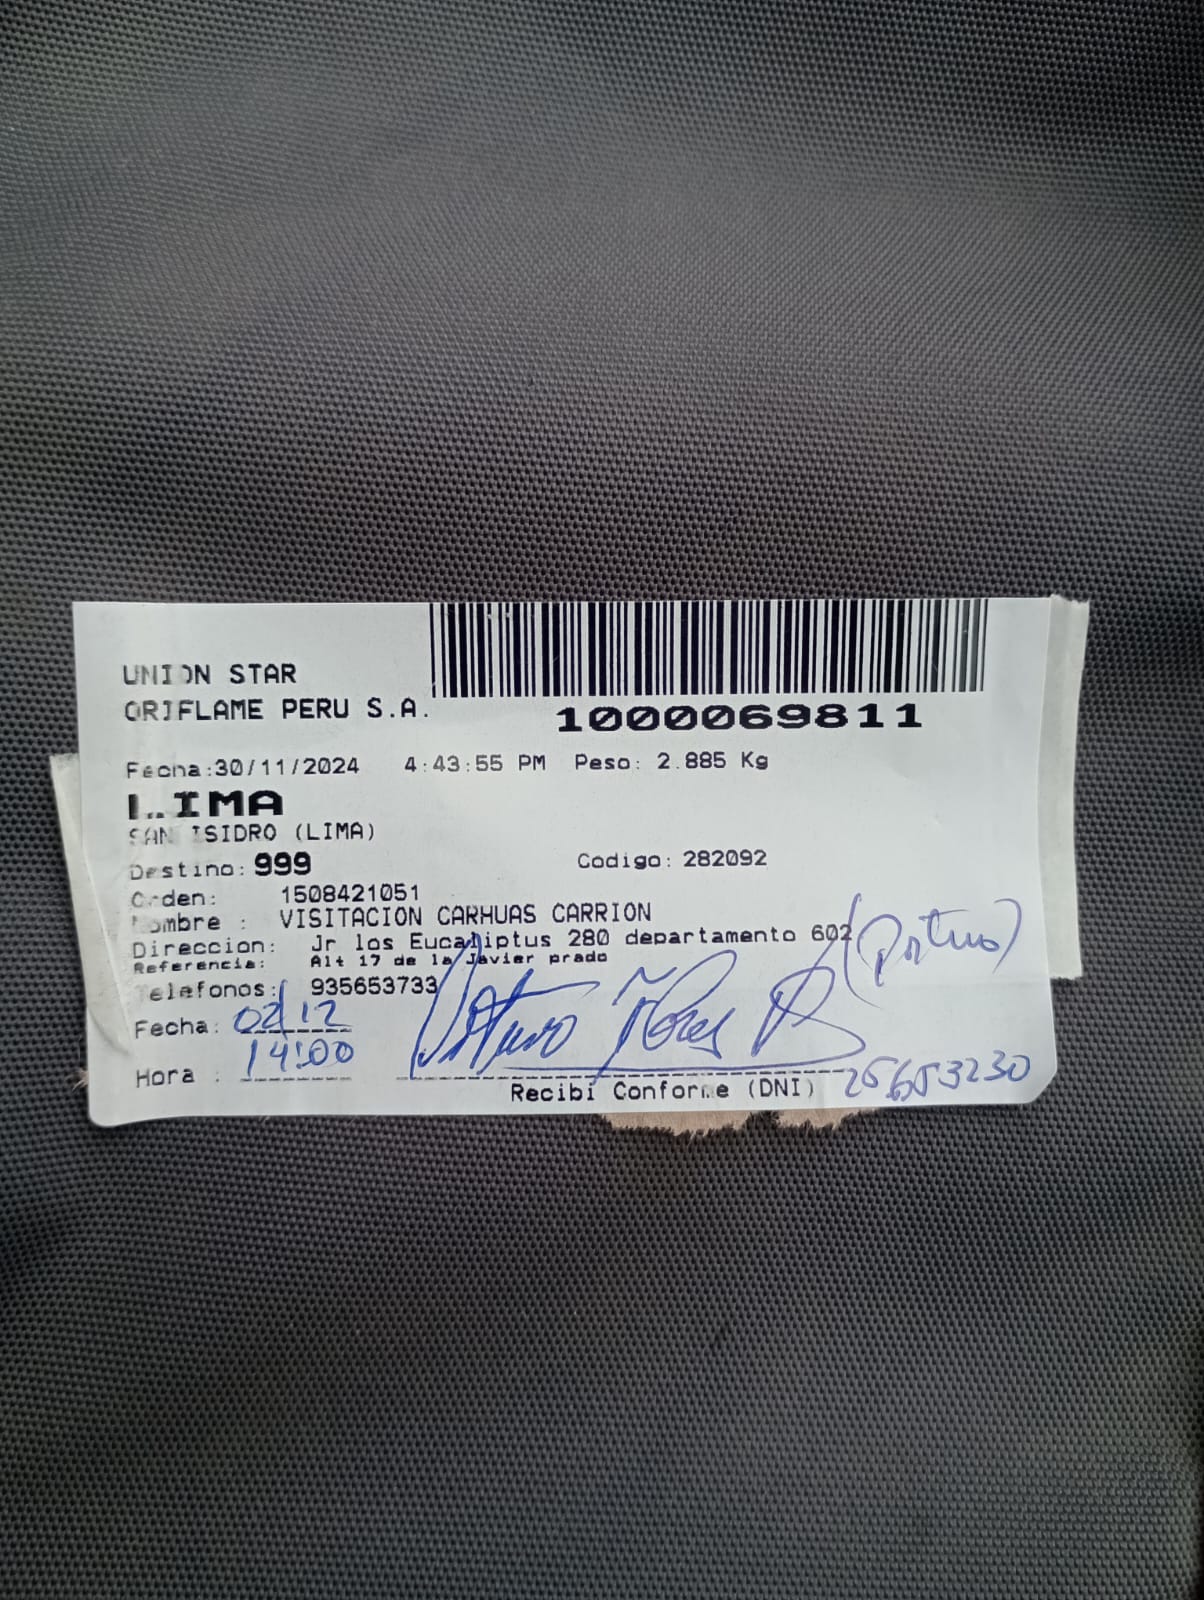 UNION STAR
ORIFLAME PERU S.A.
1000069811
Fecha:30/11/2024 4:43:55 PM Peso: 2.885 Kg
LIMA
SAN ISIDRO (LIMA)
Destino: 999 Codigo: 282092
Orden: 1508421051
Nombre : VISITACION CARHUAS CARRION
Direccion: Jr los Eucaliptus 280 departamento 602
Referencia: Alt 17 de la Javier prado
Telefonos: 935653733
Fecha: 02/12
Hora : 14:00
Recibi Conforme (DNI) 25653230